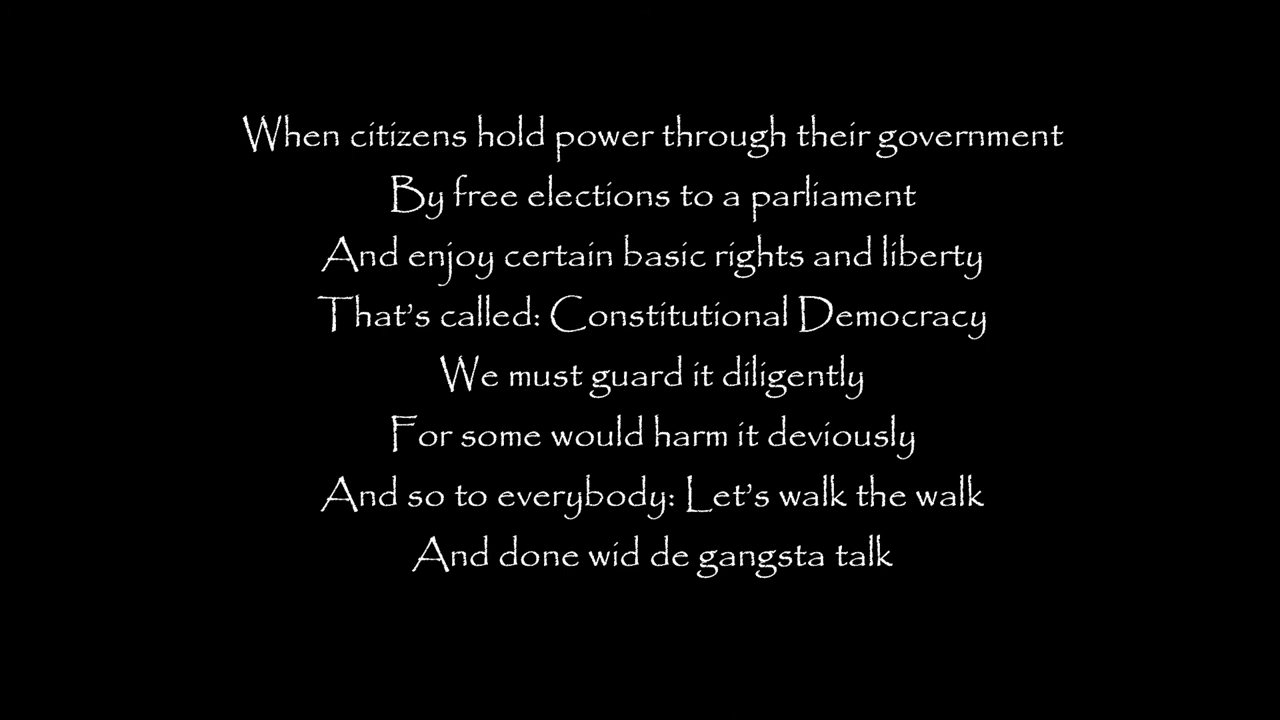 When citizens hold power through their government
By free elections to a parliament
And enjoy certain basic rights and liberty
That's called: Constitutional Democracy
We must guard it diligently
For some would harm it deviously
And so to everybody: Let's walk the walk
And done wid de gangsta talk